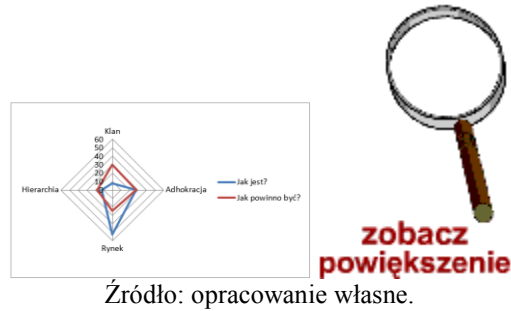 Klan
60
50
40
30
20
10
0
Hierarchia
Adhokracja
Rynek
Jak jest?
Jak powinno być?
zobacz
powiększenie
Źródło: opracowanie własne.